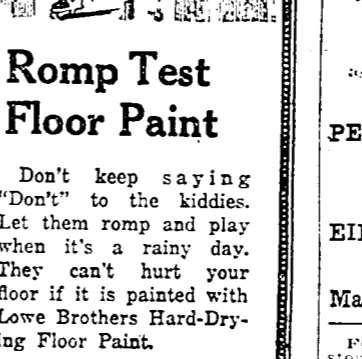 Romp Test
Floor Paint
Don't keep saying
"Don't" to the kiddies.
Let them romp and play
when it's a rainy day.
They can't hurt your
floor if it is painted with
Lowe Brothers Hard-Dry-
ing Floor Paint.
PE
EI
Ma